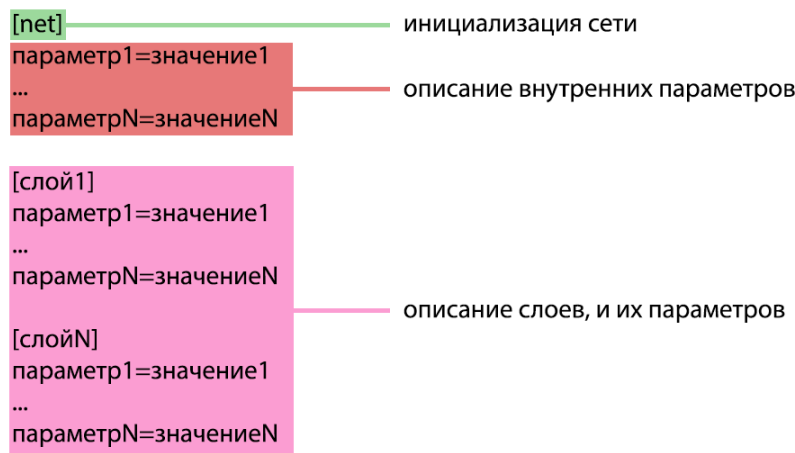 [net] инициализация сети
параметр1=значение1
... описание внутренних параметров
параметрN=значениеN
[слой1]
параметр1=значение1
...
параметрN=значениеN
описание слоев, и их параметров
[слойN]
параметр1=значение1
...
параметрN=значениеN